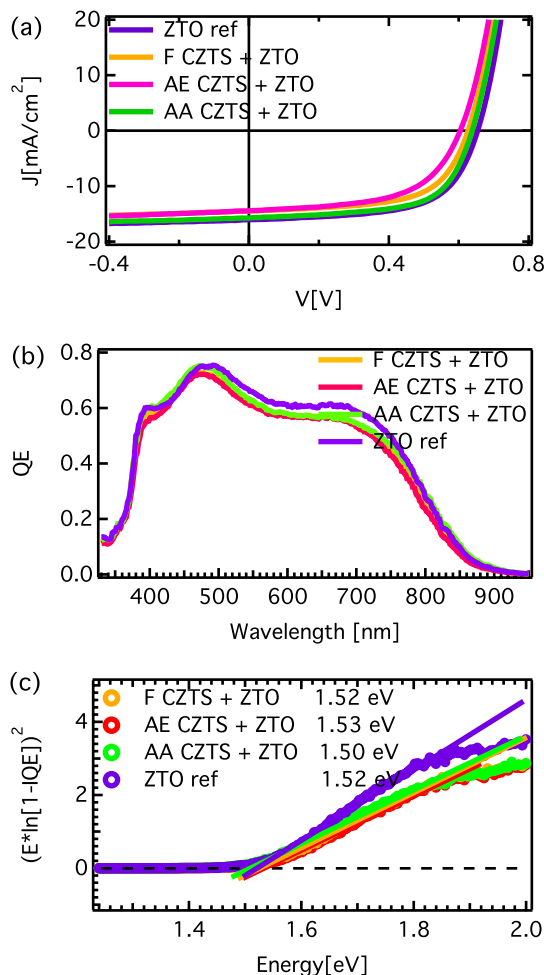 (a)
20
10
0
-10
-20
J[mA/cm²]
ZTO ref
F CZTS + ZTO
AE CZTS + ZTO
AA CZTS + ZTO
-0.4
0.0
0.4
0.8
V[V]
(b)
0.8
0.6
0.4
0.2
0.0
QE
F CZTS + ZTO
AE CZTS + ZTO
AA CZTS + ZTO
ZTO ref
400
500
600
700
800
900
Wavelength [nm]
(c)
4
2
0
(E*ln[1-IQE])²
F CZTS + ZTO 1.52 eV
AE CZTS + ZTO 1.53 eV
AA CZTS + ZTO 1.50 eV
ZTO ref 1.52 eV
1.4
1.6
1.8
2.0
Energy[eV]